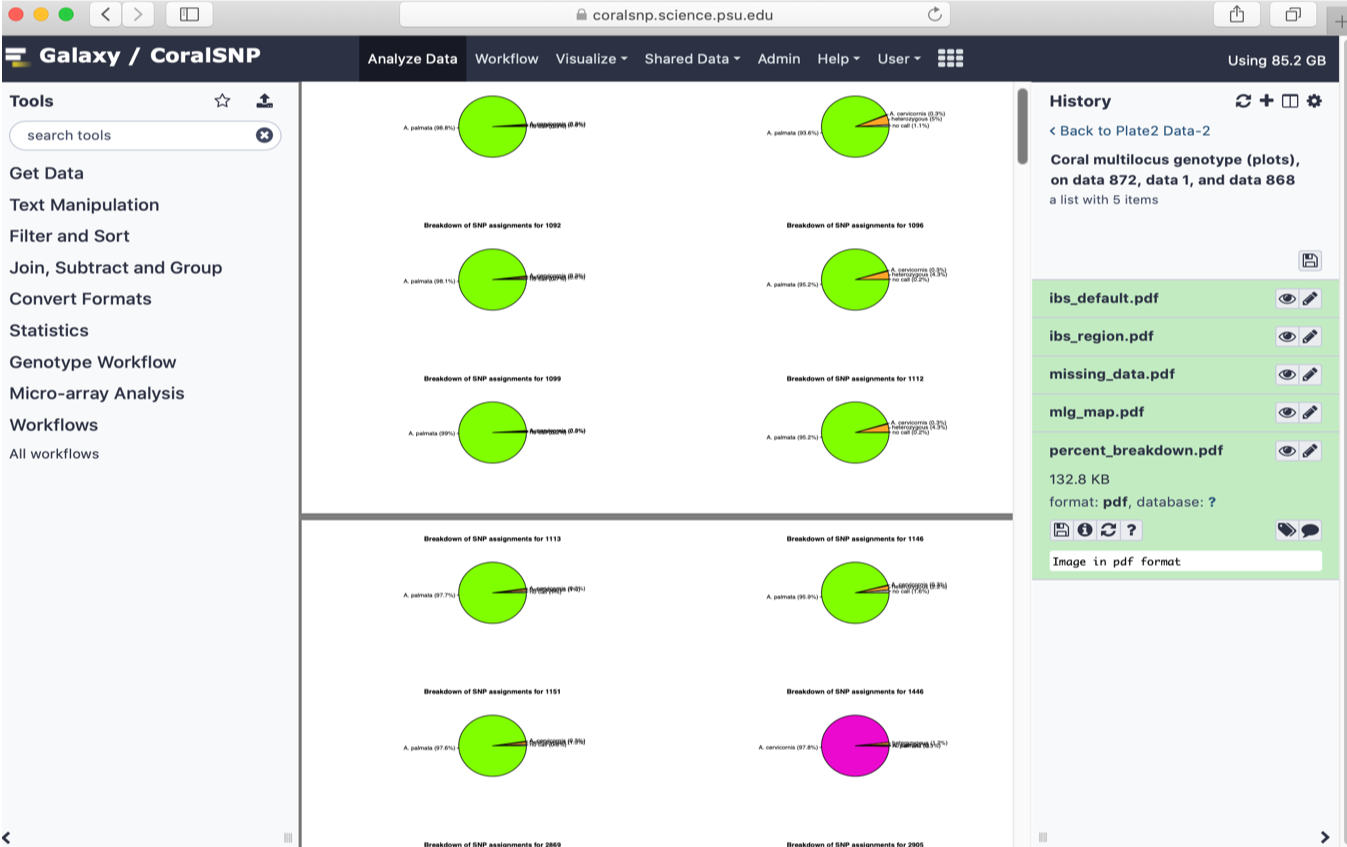 coralsnp.science.psu.edu
Galaxy / CoralSNP
Analyze Data Workflow Visualize Shared Data Admin Help User
Using 85.2 GB
Tools
search tools
Get Data
Text Manipulation
Filter and Sort
Join, Subtract and Group
Convert Formats
Statistics
Genotype Workflow
Micro-array Analysis
Workflows
All workflows
A. palmata (98.8%)
A. palmata (93.6%)
A. cervicornis (0.3%)
heterozygous (5%)
no call (1.1%)
Breakdown of SNP assignments for 1092
A. palmata (98.1%)
Breakdown of SNP assignments for 1096
A. palmata (95.2%)
A. cervicornis (0.3%)
heterozygous (4.3%)
no call (0.2%)
Breakdown of SNP assignments for 1099
A. palmata (99%)
Breakdown of SNP assignments for 1112
A. palmata (95.2%)
A. cervicornis (0.3%)
heterozygous (4.3%)
no call (0.2%)
Breakdown of SNP assignments for 1113
A. palmata (97.7%)
Breakdown of SNP assignments for 1146
A. palmata (95.9%)
no call (1.6%)
Breakdown of SNP assignments for 1151
A. palmata (97.6%)
Breakdown of SNP assignments for 1446
A. cervicornis (97.8%)
Breakdown of SNP assignments for 2869
Breakdown of SNP assignments for 2905
History
Back to Plate2 Data-2
Coral multilocus genotype (plots),
on data 872, data 1, and data 868
a list with 5 items
ibs_default.pdf
ibs_region.pdf
missing_data.pdf
mlg_map.pdf
percent_breakdown.pdf
132.8 KB
format: pdf, database: ?
Image in pdf format